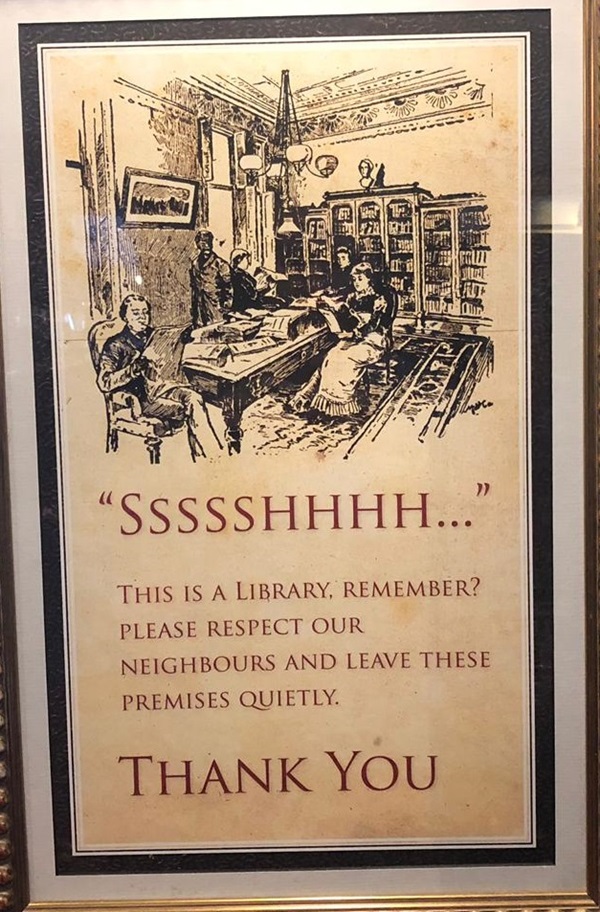 “Ssssshhhh...”
This is a Library, remember?
please respect our
neighbours and leave these
premises quietly.
Thank You